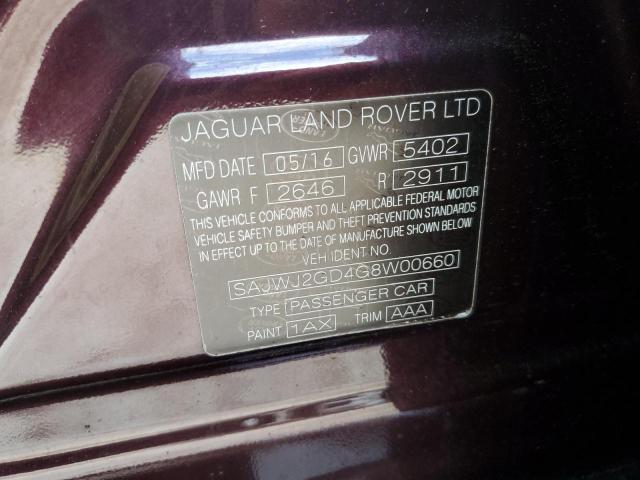 JAGUAR LAND ROVER LTD
MFD DATE 05/16 GVWR 5402
GAWR F 2646 R 2911
THIS VEHICLE CONFORMS TO ALL APPLICABLE FEDERAL MOTOR
VEHICLE SAFETY BUMPER AND THEFT PREVENTION STANDARDS
IN EFFECT ON THE DATE OF MANUFACTURE SHOWN BELOW
VEH IDENT NO.
SAJWJ2GD4G8W00660
TYPE PASSENGER CAR
PAINT 1AX TRIM AAA